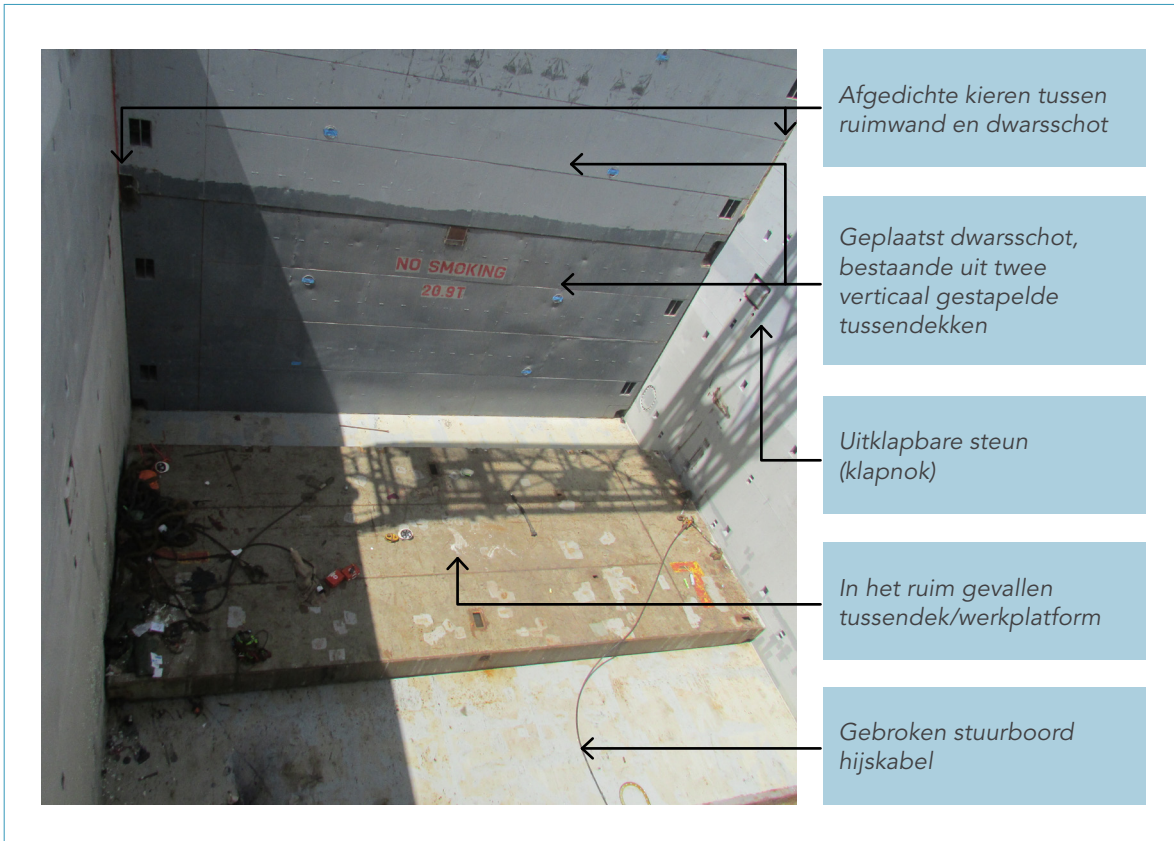 Afgedichte kieren tussen
ruimwand en dwarsschot
NO SMOKING
20.9T
Geplaatst dwarsschot,
bestaande uit twee
verticaal gestapelde
tussendekken
Uitklapbare steun
(klapnok)
In het ruim gevallen
tussendek/werkplatform
Gebroken stuurboord
hijskabel